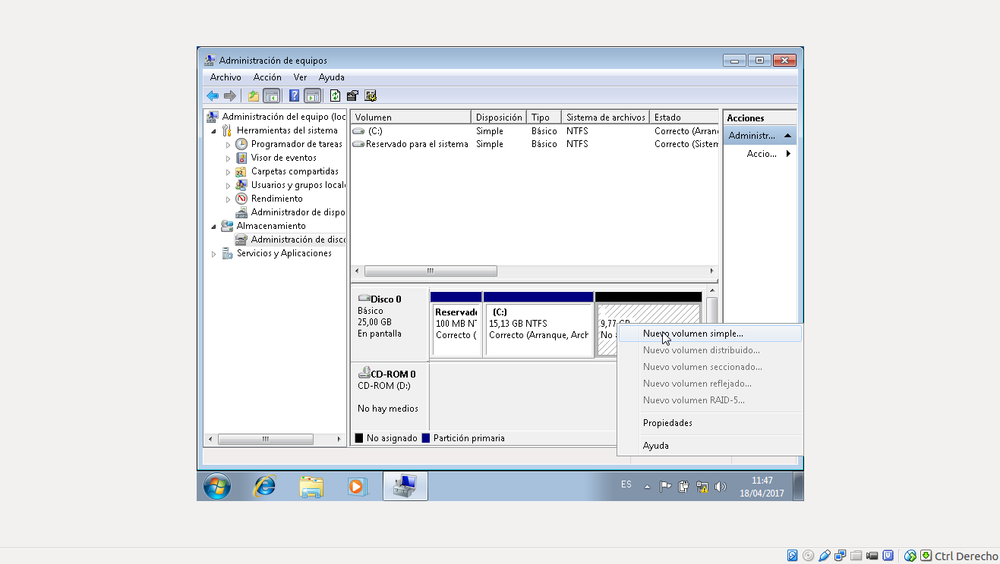 Administración de equipos
Archivo Acción Ver Ayuda
Administración del equipo (loc
Herramientas del sistema
Programador de tareas
Visor de eventos
Carpetas compartidas
Usuarios y grupos local
Rendimiento
Administrador de dispo
Almacenamiento
Administración de disco
Servicios y Aplicaciones
Volumen Disposición Tipo Sistema de archivos Estado
(C:) Simple Básico NTFS Correcto (Arran
Reservado para el sistema Simple Básico NTFS Correcto (Sistem
Acciones
Administr...
Accio...
Disco 0
Básico
25,00 GB
En pantalla
Reservado
100 MB NT
Correcto (
(C:)
15,13 GB NTFS
Correcto (Arranque, Arch
9,77 GB
No a
CD-ROM 0
CD-ROM (D:)
No hay medios
No asignado Partición primaria
Nuevo volumen simple...
Nuevo volumen distribuido...
Nuevo volumen seccionado...
Nuevo volumen reflejado...
Nuevo volumen RAID-5...
Propiedades
Ayuda
ES
11:47
18/04/2017
Ctrl Derecho